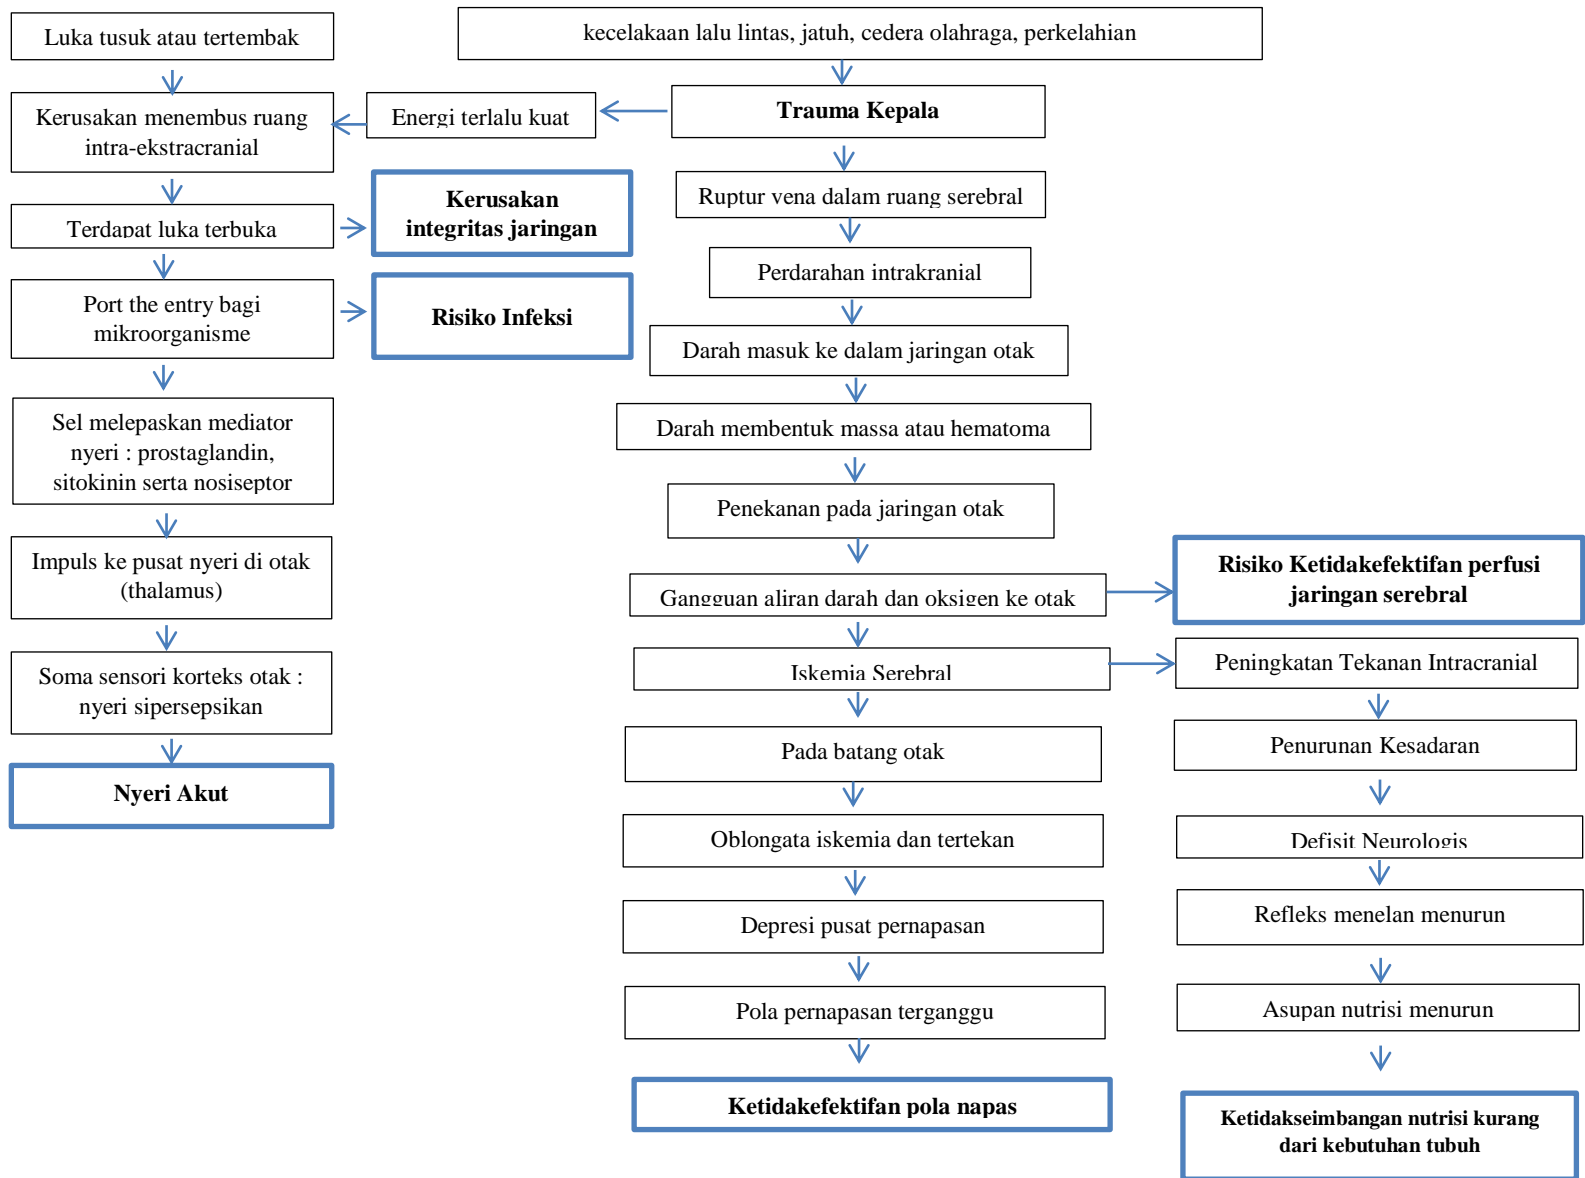 Luka tusuk atau tertembak
kecelakaan lalu lintas, jatuh, cedera olahraga, perkelahian
Kerusakan menembus ruang
intra-ekstracranial
Energi terlalu kuat
Trauma Kepala
Terdapat luka terbuka
Kerusakan
integritas jaringan
Ruptur vena dalam ruang serebral
Port the entry bagi
mikroorganisme
Risiko Infeksi
Perdarahan intrakranial
Darah masuk ke dalam jaringan otak
Sel melepaskan mediator
nyeri : prostaglandin,
sitokinin serta nosiseptor
Darah membentuk massa atau hematoma
Penekanan pada jaringan otak
Impuls ke pusat nyeri di otak
(thalamus)
Gangguan aliran darah dan oksigen ke otak
Risiko Ketidakefektifan perfusi
jaringan serebral
Soma sensori korteks otak :
nyeri sipersepsikan
Iskemia Serebral
Peningkatan Tekanan Intracranial
Nyeri Akut
Pada batang otak
Penurunan Kesadaran
Oblongata iskemia dan tertekan
Defisit Neurologis
Depresi pusat pernapasan
Refleks menelan menurun
Pola pernapasan terganggu
Asupan nutrisi menurun
Ketidakefektifan pola napas
Ketidakseimbangan nutrisi kurang
dari kebutuhan tubuh